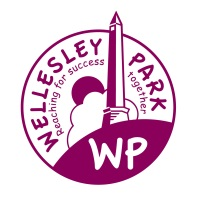 WELLESLEY PARK
Reaching for success together
WP